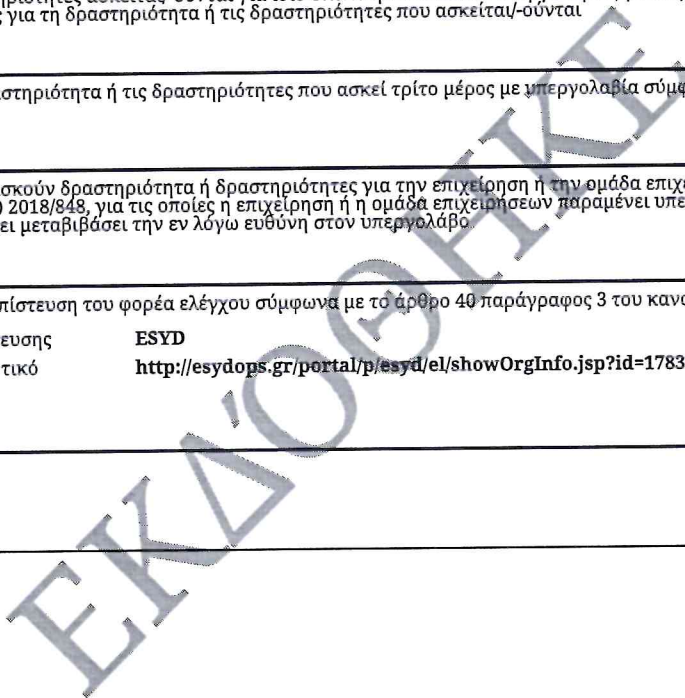 για τη δραστηριότητα ή τις δραστηριότητες που ασκείται/-ούνται
στηριότητα ή τις δραστηριότητες που ασκεί τρίτο μέρος με υπεργολαβία σύμφ
σκούν δραστηριότητα ή δραστηριότητες για την επιχείρηση ή την ομάδα επιχε
) 2018/848, για τις οποίες η επιχείρηση ή η ομάδα επιχειρήσεων παραμένει υπε
ει μεταβιβάσει την εν λόγω ευθύνη στον υπεργολάβο
πίστευση του φορέα ελέγχου σύμφωνα με το άρθρο 40 παράγραφος 3 του κανο
ευσης ESYD
τικό http://esydops.gr/portal/p/esyd/el/showOrgInfo.jsp?id=1783
ΕΚΔΌΘΗΚΕ